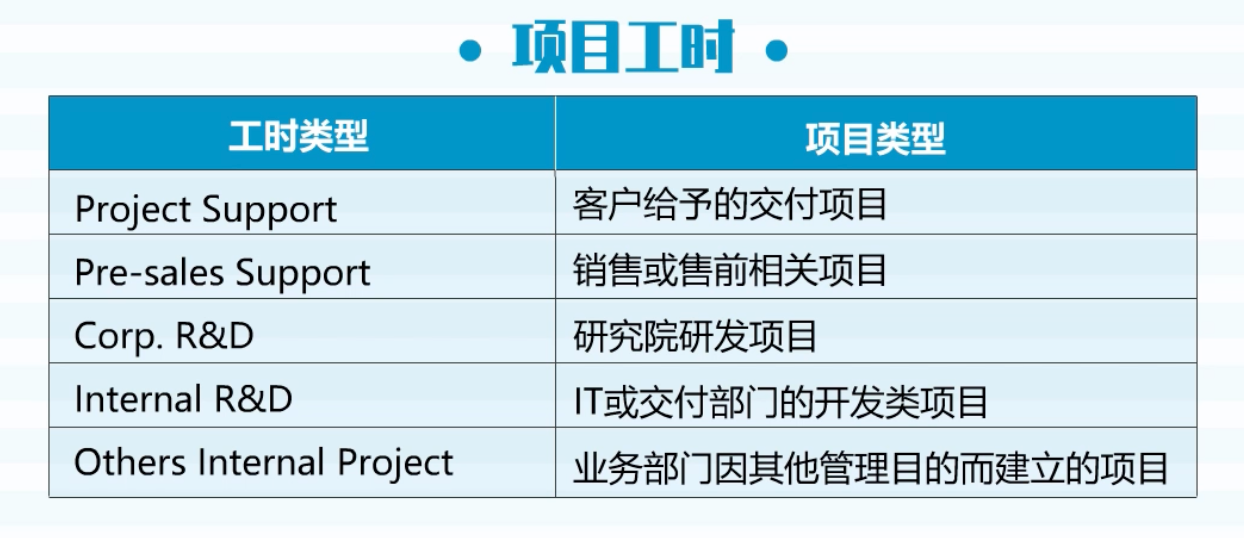 • 项目工时 •
工时类型 项目类型
Project Support 客户给予的交付项目
Pre-sales Support 销售或售前相关项目
Corp. R&D 研究院研发项目
Internal R&D IT或交付部门的开发类项目
Others Internal Project 业务部门因其他管理目的而建立的项目